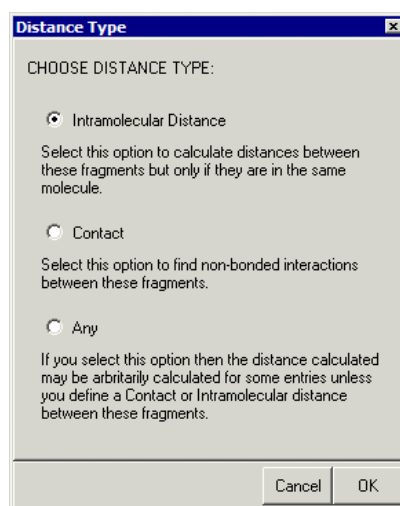 Distance Type
CHOOSE DISTANCE TYPE:
Intramolecular Distance
Select this option to calculate distances between
these fragments but only if they are in the same
molecule.
Contact
Select this option to find non-bonded interactions
between these fragments.
Any
If you select this option then the distance calculated
may be arbritarily calculated for some entries unless
you define a Contact or Intramolecular distance
between these fragments.
Cancel OK